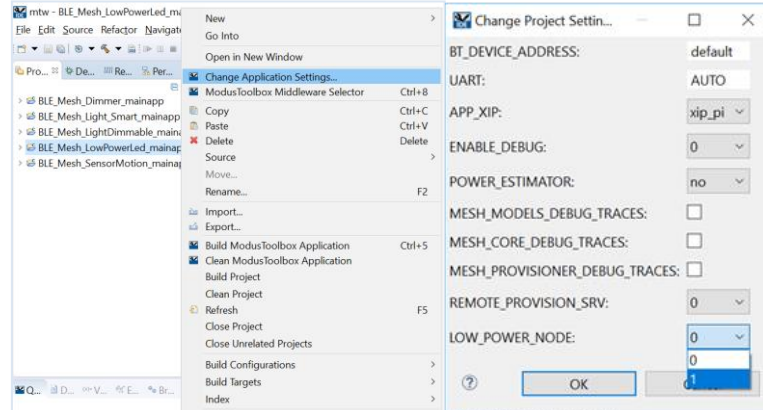 mtw - BLE_Mesh_LowPowerLed_ma
File Edit Source Refactor Navigat
Pro... De... Re... Per...
BLE_Mesh_Dimmer_mainapp
BLE_Mesh_Light_Smart_mainapp
BLE_Mesh_LightDimmable_maina
BLE_Mesh_LowPowerLed_mainap
BLE_Mesh_SensorMotion_mainap
Q... D... V... E... Br...
New
Go Into
Open in New Window
Change Application Settings...
ModusToolbox Middleware Selector Ctrl+8
Copy Ctrl+C
Paste Ctrl+V
Delete Delete
Source
Move...
Rename... F2
Import...
Export...
Build ModusToolbox Application Ctrl+5
Clean ModusToolbox Application
Build Project
Clean Project
Refresh F5
Close Project
Close Unrelated Projects
Build Configurations
Build Targets
Index
Change Project Settin...
BT_DEVICE_ADDRESS: default
UART: AUTO
APP_XIP: xip_pi
ENABLE_DEBUG: 0
POWER_ESTIMATOR: no
MESH_MODELS_DEBUG_TRACES:
MESH_CORE_DEBUG_TRACES:
MESH_PROVISIONER_DEBUG_TRACES:
REMOTE_PROVISION_SRV: 0
LOW_POWER_NODE: 0
0
1
OK